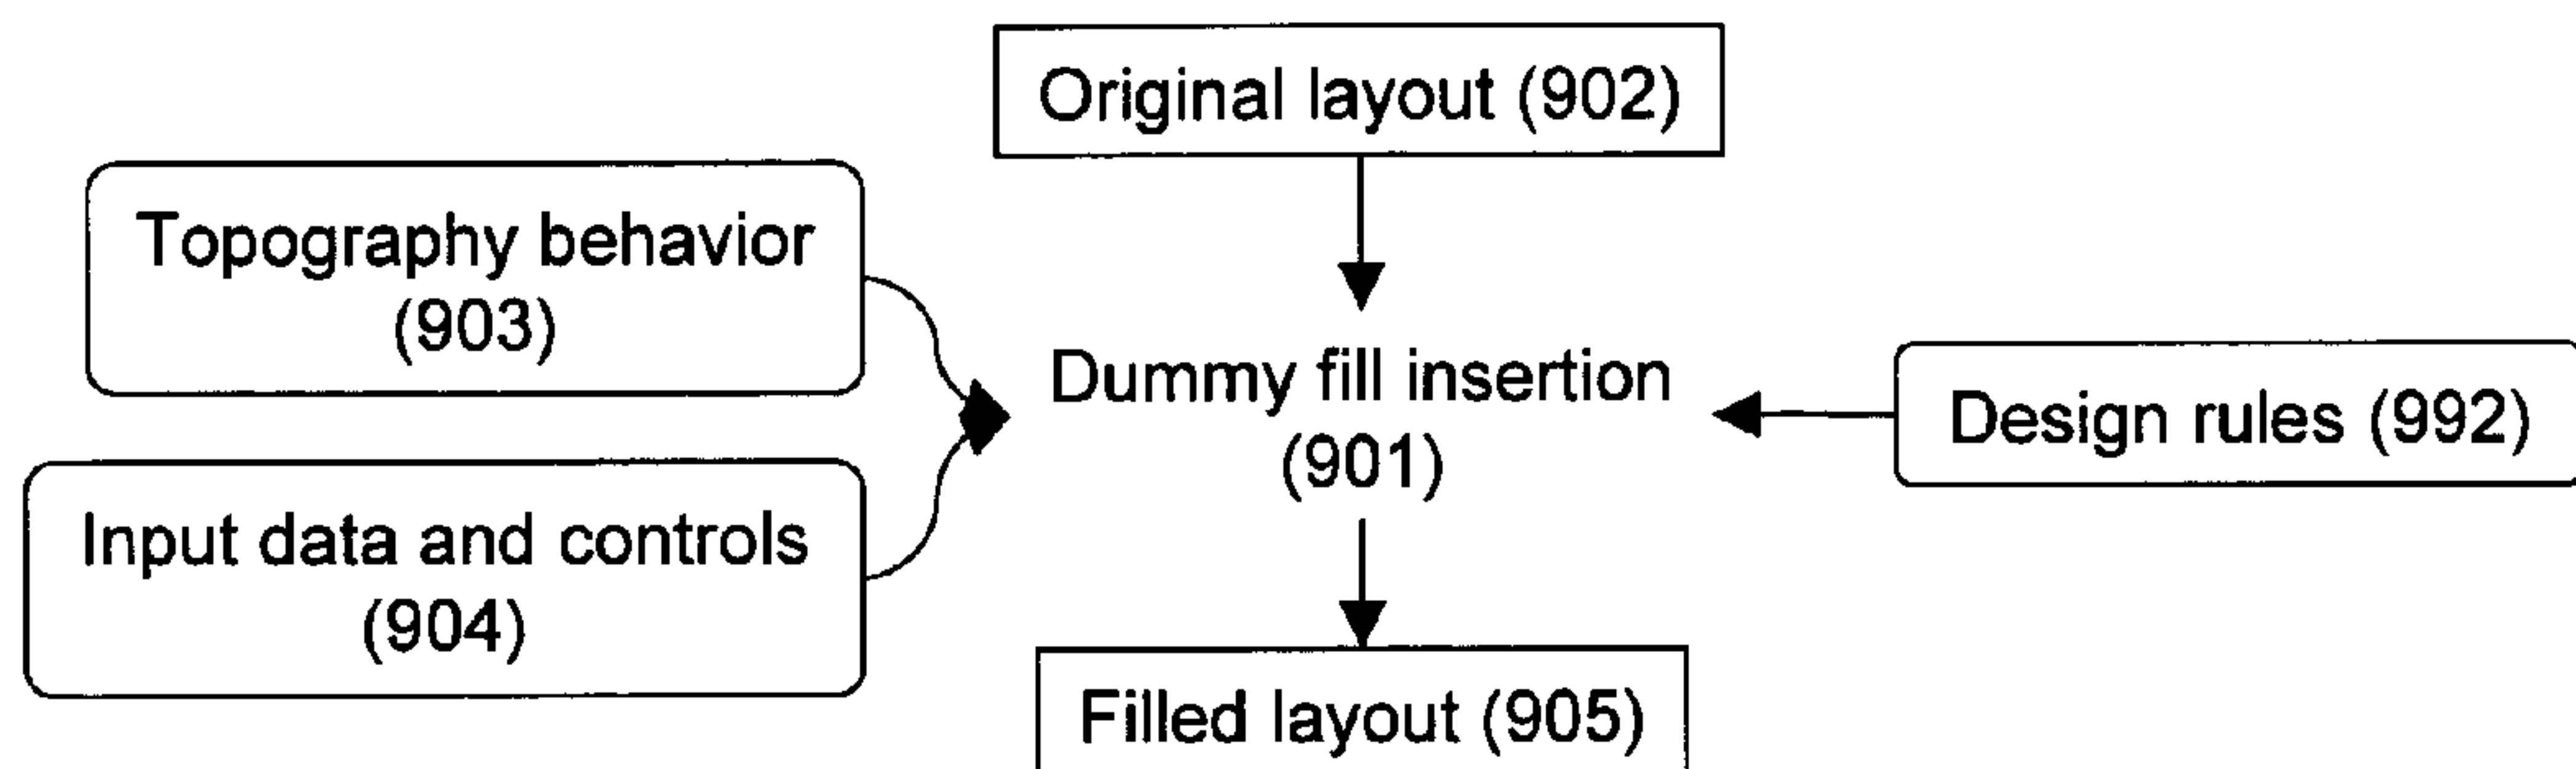 Original layout (902)
Topography behavior
(903)
Dummy fill insertion
(901)
Design rules (992)
Input data and controls
(904)
Filled layout (905)